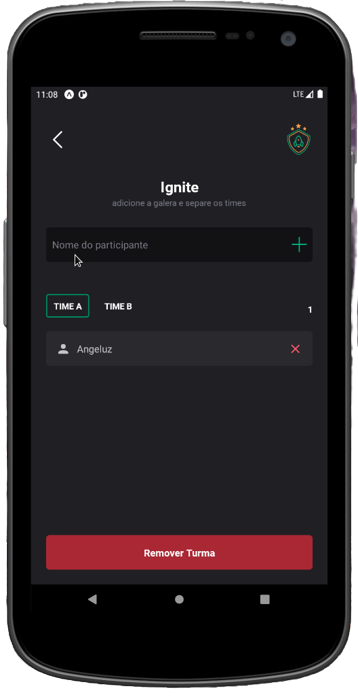 11:08
LTE
Ignite
adicione a galera e separe os times
Nome do participante
TIME A TIME B 1
Angeluz
Remover Turma